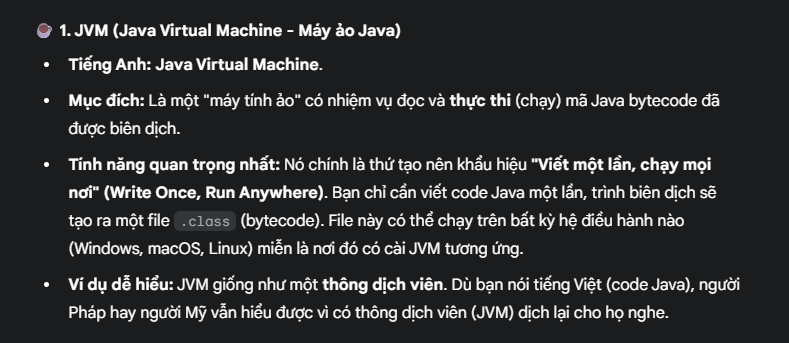 ☕ 1. JVM (Java Virtual Machine - Máy ảo Java)
• Tiếng Anh: Java Virtual Machine.
• Mục đích: Là một "máy tính ảo" có nhiệm vụ đọc và thực thi (chạy) mã Java bytecode đã
được biên dịch.
• Tính năng quan trọng nhất: Nó chính là thứ tạo nên khẩu hiệu "Viết một lần, chạy mọi
nơi" (Write Once, Run Anywhere). Bạn chỉ cần viết code Java một lần, trình biên dịch sẽ
tạo ra một file .class (bytecode). File này có thể chạy trên bất kỳ hệ điều hành nào
(Windows, macOS, Linux) miễn là nơi đó có cài JVM tương ứng.
• Ví dụ dễ hiểu: JVM giống như một thông dịch viên. Dù bạn nói tiếng Việt (code Java), người
Pháp hay người Mỹ vẫn hiểu được vì có thông dịch viên (JVM) dịch lại cho họ nghe.